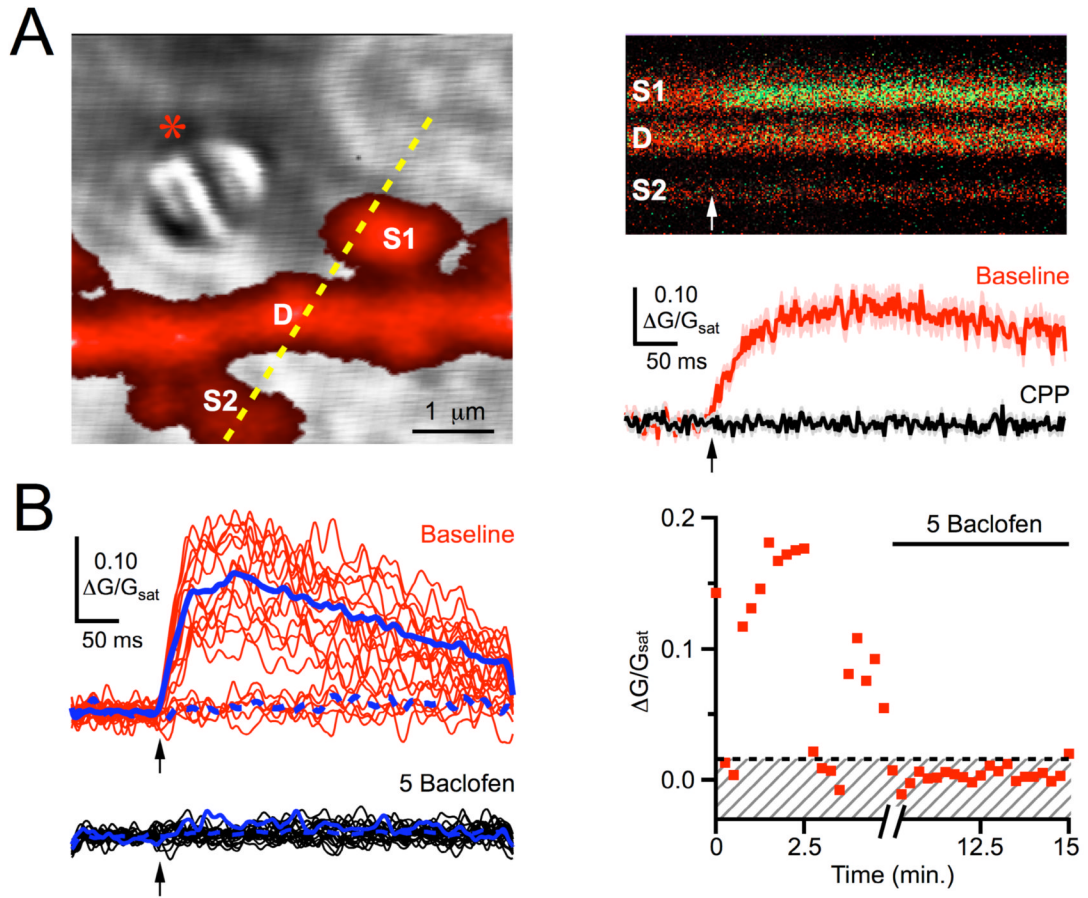 A
*
S1
D
S2
1 μm
S1
D
S2
0.10
ΔG/Gsat
50 ms
Baseline
CPP
B
0.10
ΔG/Gsat
50 ms
Baseline
5 Baclofen
5 Baclofen
0.2
0.1
0.0
ΔG/Gsat
0
2.5
12.5
15
Time (min.)